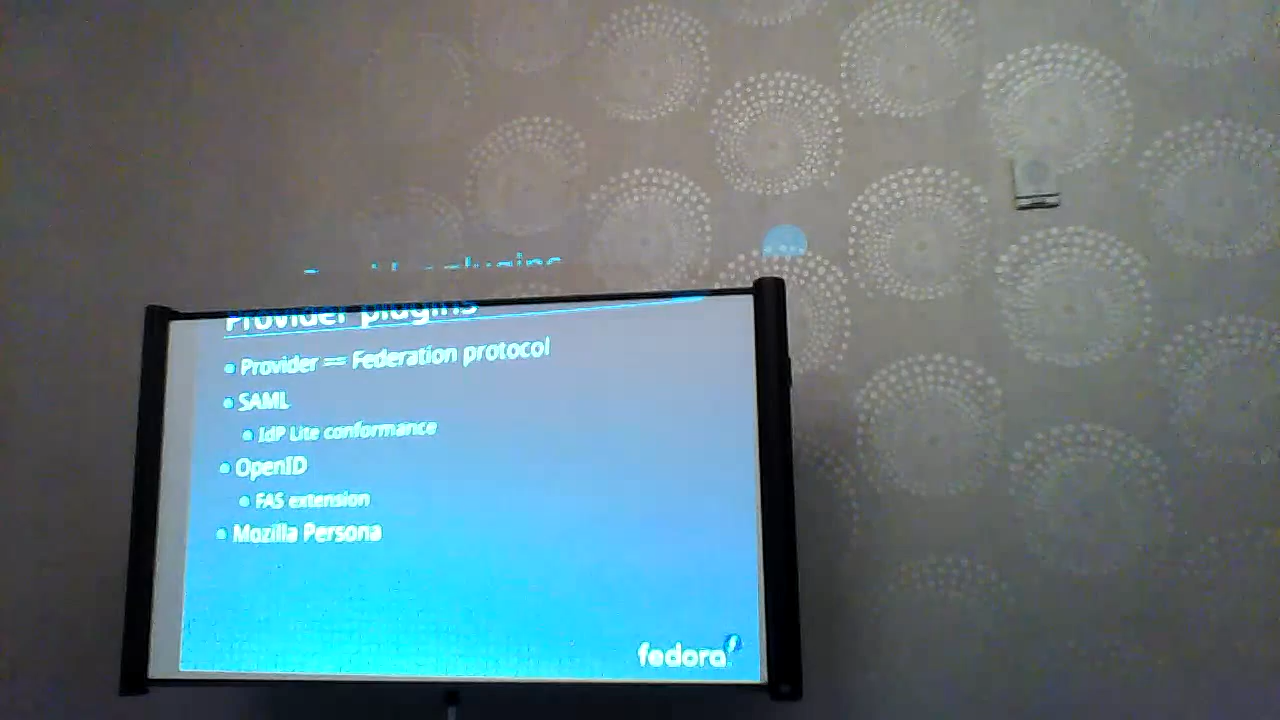 Provider plugins
Provider == Federation protocol
SAML
IdP Lite conformance
OpenID
FAS extension
Mozilla Persona
fedora